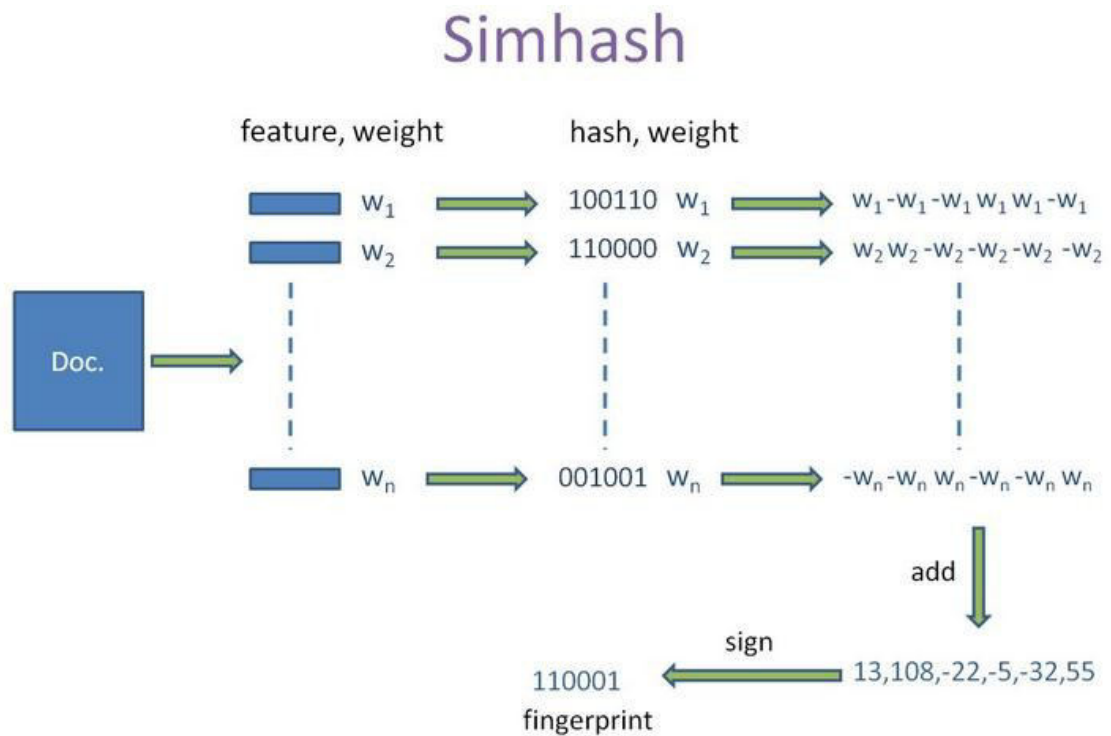 Simhash
feature, weight hash, weight
w₁ 100110 w₁ w₁ -w₁ -w₁ w₁ w₁ -w₁
w₂ 110000 w₂ w₂ w₂ -w₂ -w₂ -w₂ -w₂
Doc.
wₙ 001001 wₙ -wₙ -wₙ wₙ -wₙ -wₙ wₙ
add
sign
110001 13,108,-22,-5,-32,55
fingerprint